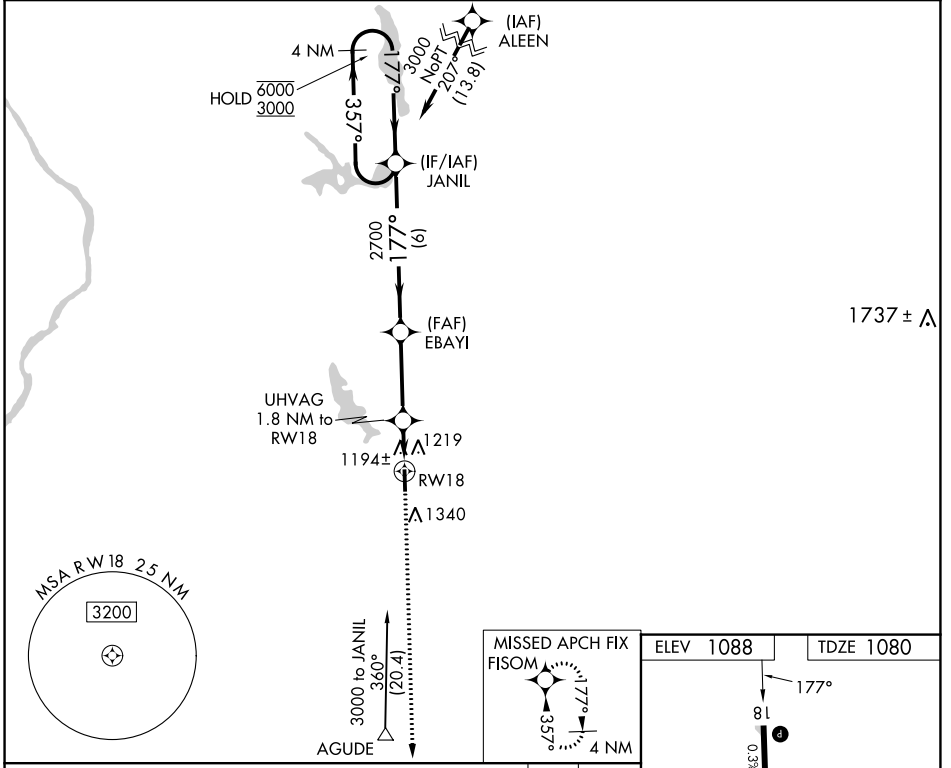 (IAF)
ALEEN
4 NM
HOLD 6000
3000
177°
357°
3000
NoPT
207°
(13.8)
(IF/IAF)
JANIL
2700
177°
(6)
(FAF)
EBAYI
1737 ±
UHVAG
1.8 NM to
RW18
1219
1194±
RW18
1340
MSA RW18 25 NM
3200
3000 to JANIL
360°
(20.4)
AGUDE
MISSED APCH FIX
FISOM
177°
357°
4 NM
ELEV 1088
TDZE 1080
177°
18
P
0.3%